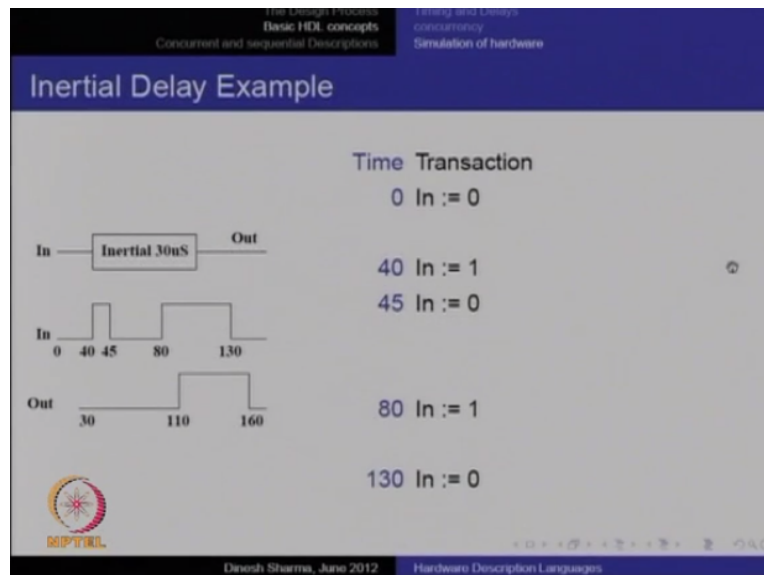 The Design Process
Basic HDL concepts
Concurrent and sequential Descriptions
Timing and Delays
concurrency
Simulation of hardware
Inertial Delay Example
Time Transaction
0 In := 0
40 In := 1
45 In := 0
80 In := 1
130 In := 0
In Inertial 30nS Out
In
0 40 45 80 130
Out
30 110 160
NPTEL
Dinesh Sharma, June 2012
Hardware Description Languages